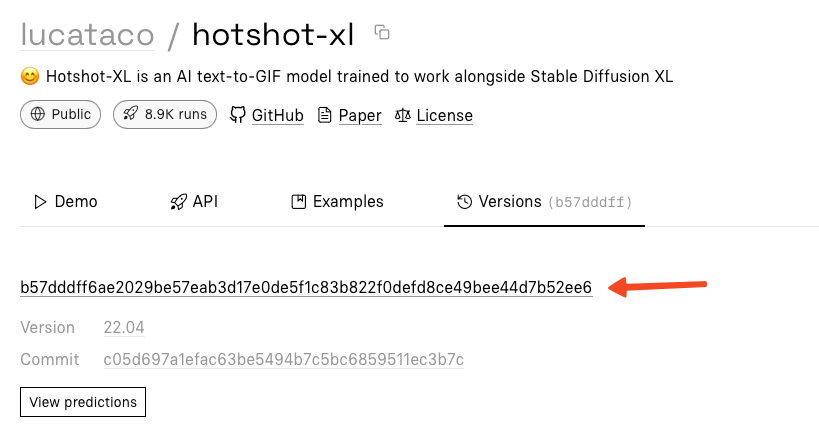 lucataco / hotshot-xl
😊 Hotshot-XL is an AI text-to-GIF model trained to work alongside Stable Diffusion XL
Public 8.9K runs GitHub Paper License
Demo API Examples Versions (b57dddff)
b57dddff6ae2029be57eab3d17e0de5f1c83b822f0defd8ce49bee44d7b52ee6
Version 22.04
Commit c05d697a1efac63be5494b7c5bc6859511ec3b7c
View predictions